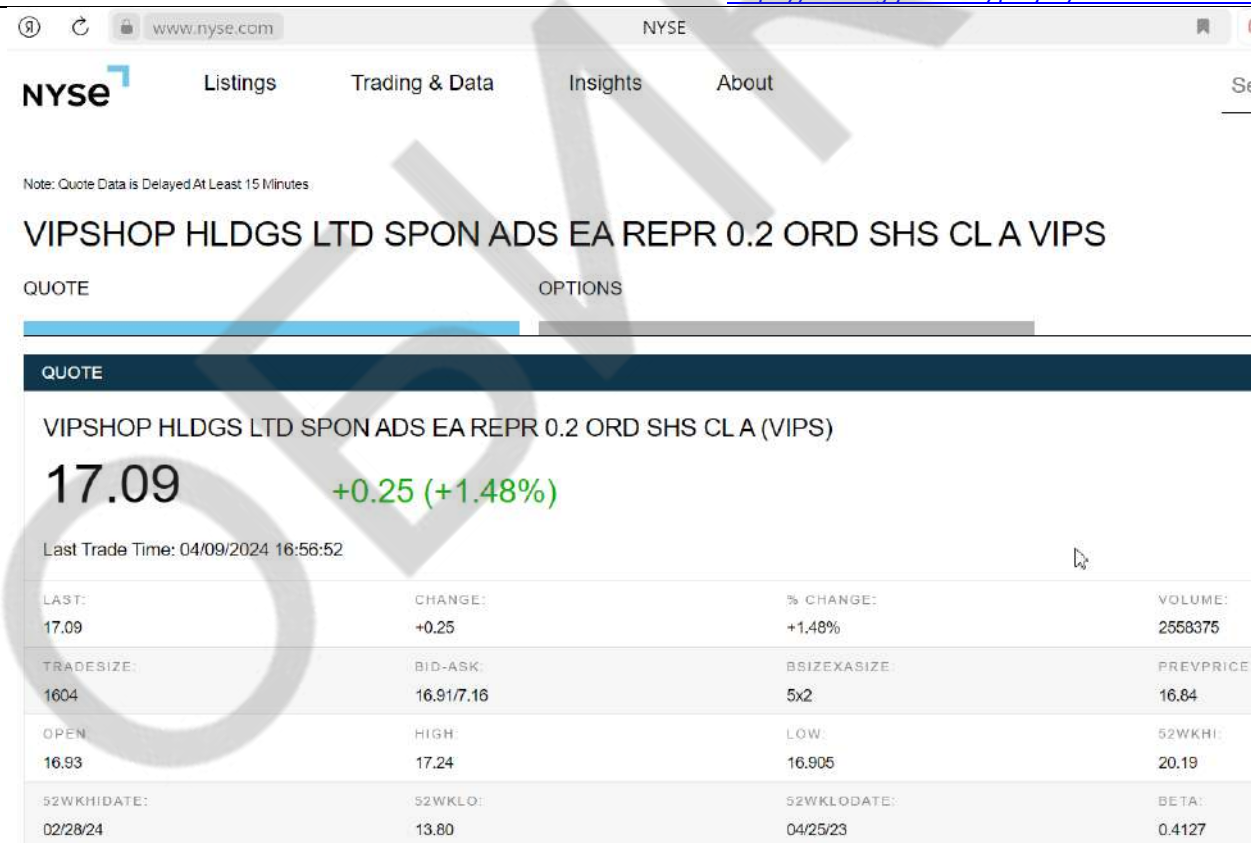 www.nyse.com NYSE
NYSE Listings Trading & Data Insights About Se
Note: Quote Data is Delayed At Least 15 Minutes
VIPSHOP HLDGS LTD SPON ADS EA REPR 0.2 ORD SHS CL A VIPS
QUOTE OPTIONS
QUOTE
VIPSHOP HLDGS LTD SPON ADS EA REPR 0.2 ORD SHS CL A (VIPS)
17.09 +0.25 (+1.48%)
Last Trade Time: 04/09/2024 16:56:52
LAST: CHANGE: % CHANGE: VOLUME:
17.09 +0.25 +1.48% 2558375
TRADESIZE: BID-ASK: BSIZEXASIZE: PREVPRICE
1604 16.91/7.16 5x2 16.84
OPEN: HIGH: LOW: 52WKHI:
16.93 17.24 16.905 20.19
52WKHIDATE: 52WKLO: 52WKLODATE: BETA:
02/28/24 13.80 04/25/23 0.4127